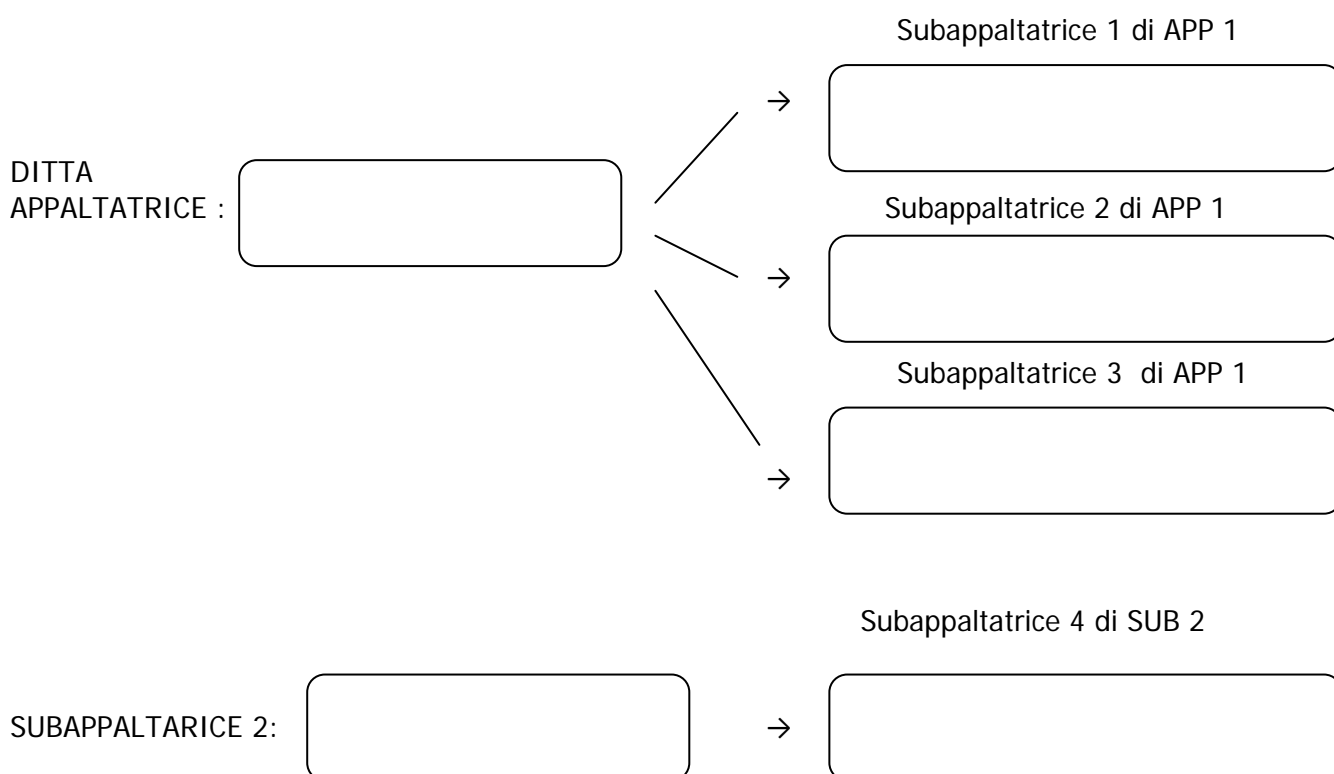 Subappaltatrice 1 di APP 1
→
DITTA
APPALTATRICE :
Subappaltatrice 2 di APP 1
→
Subappaltatrice 3 di APP 1
→
Subappaltatrice 4 di SUB 2
SUBAPPALTARICE 2: →